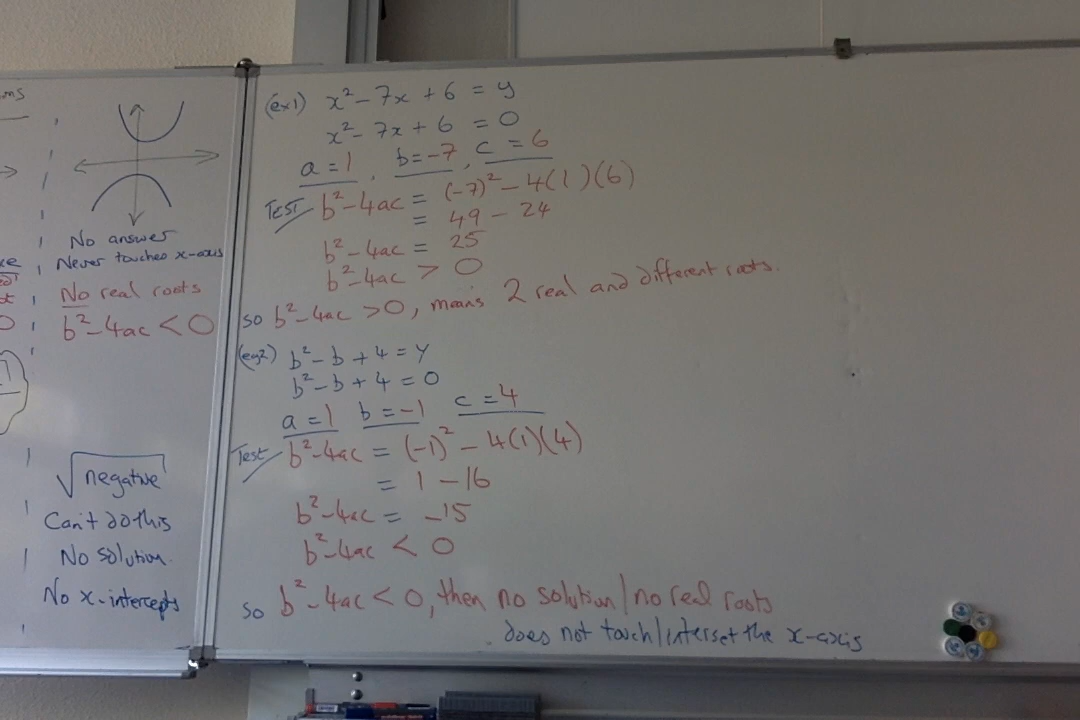 No answer
Never touches x-axis
No real roots
b²-4ac < 0
√negative
Can't do this
No solution.
No x-intercepts
(ex1) x² - 7x + 6 = y
x² - 7x + 6 = 0
a = 1, b = -7, c = 6
TEST b²-4ac = (-7)² - 4(1)(6)
= 49 - 24
b²-4ac = 25
b²-4ac > 0
so b²-4ac > 0, means 2 real and different roots.
(eg2) b² - b + 4 = y
b² - b + 4 = 0
a = 1 b = -1 c = 4
Test b²-4ac = (-1)² - 4(1)(4)
= 1 - 16
b²-4ac = -15
b²-4ac < 0
so b²-4ac < 0, then no solution/no real roots
does not touch/interset the x-axis